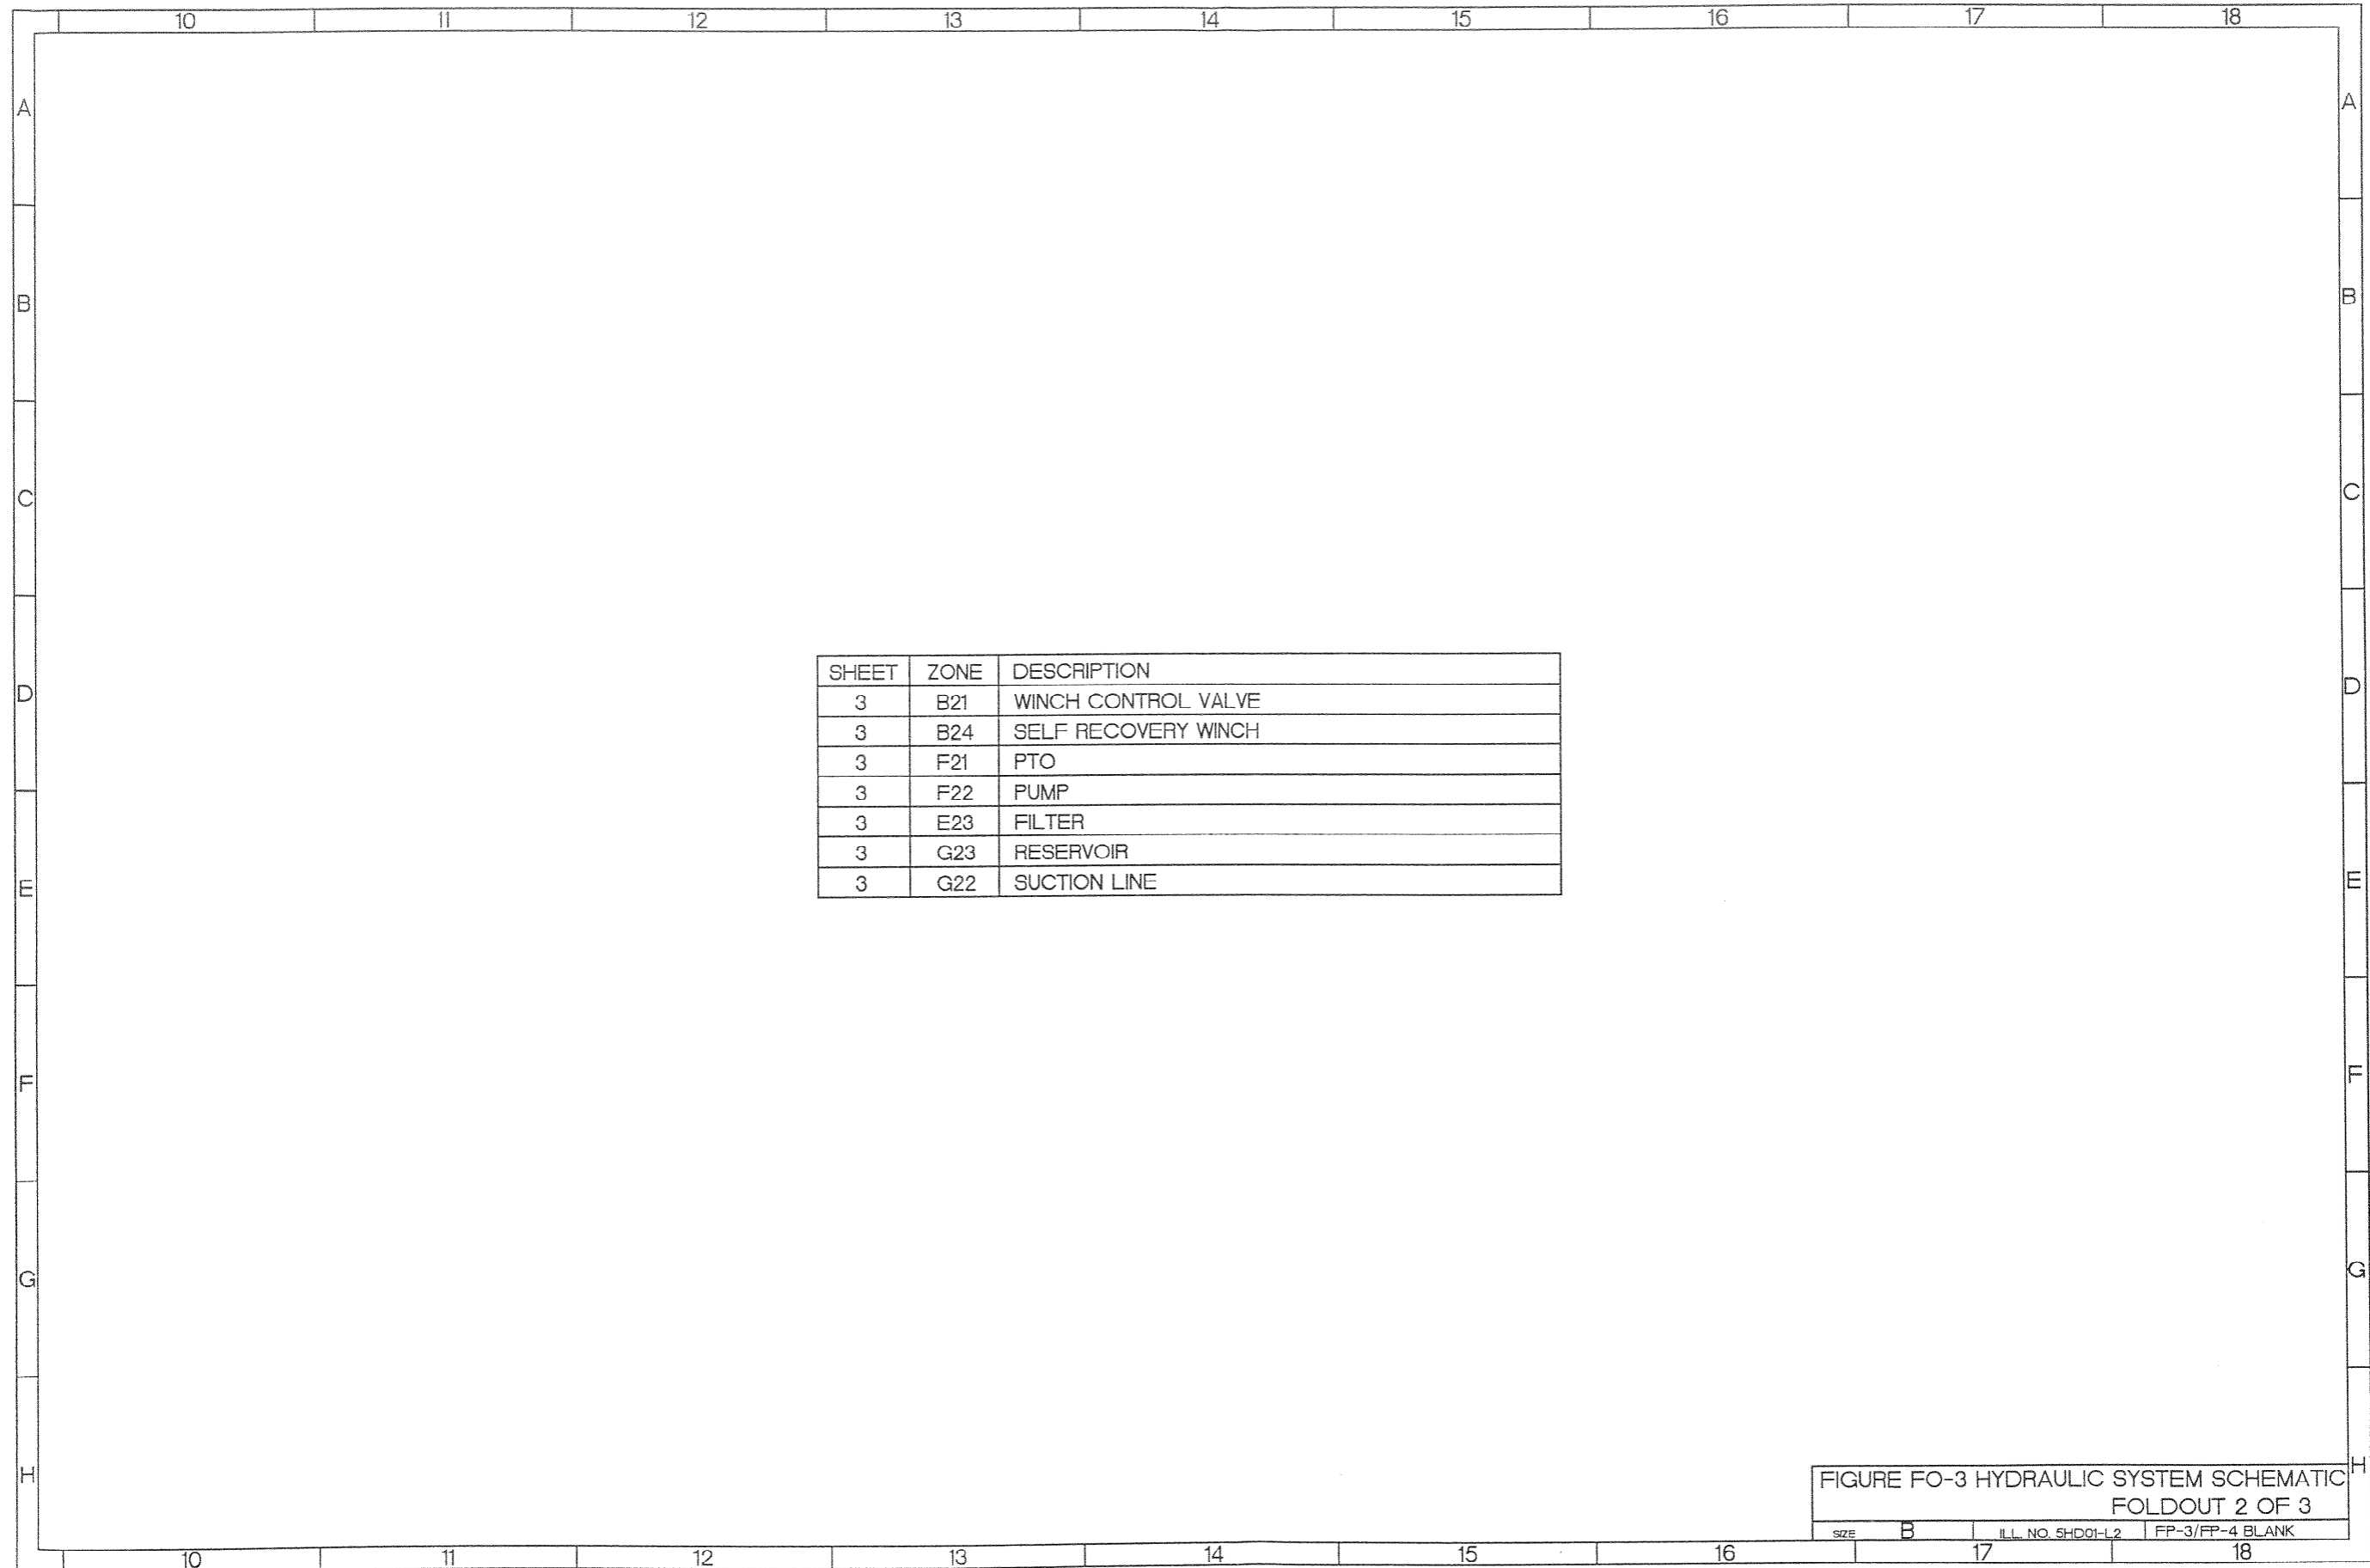 10 11 12 13 14 15 16 17 18
A A
B B
C C
SHEET ZONE DESCRIPTION
3 B21 WINCH CONTROL VALVE
D D
3 B24 SELF RECOVERY WINCH
3 F21 PTO
3 F22 PUMP
3 E23 FILTER
3 G23 RESERVOIR
3 G22 SUCTION LINE
E E
F F
G G
H H
FIGURE FO-3 HYDRAULIC SYSTEM SCHEMATIC
FOLDOUT 2 OF 3
SIZE B ILL. NO. 5HD01-L2 FP-3/FP-4 BLANK
10 11 12 13 14 15 16 17 18